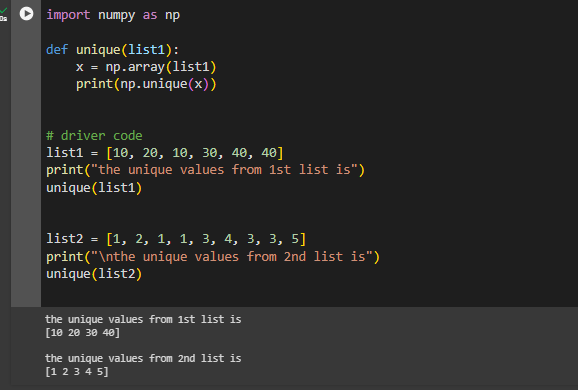 import numpy as np
def unique(list1):
    x = np.array(list1)
    print(np.unique(x))
# driver code
list1 = [10, 20, 10, 30, 40, 40]
print("the unique values from 1st list is")
unique(list1)
list2 = [1, 2, 1, 1, 3, 4, 3, 3, 5]
print("\nthe unique values from 2nd list is")
unique(list2)
the unique values from 1st list is
[10 20 30 40]
the unique values from 2nd list is
[1 2 3 4 5]